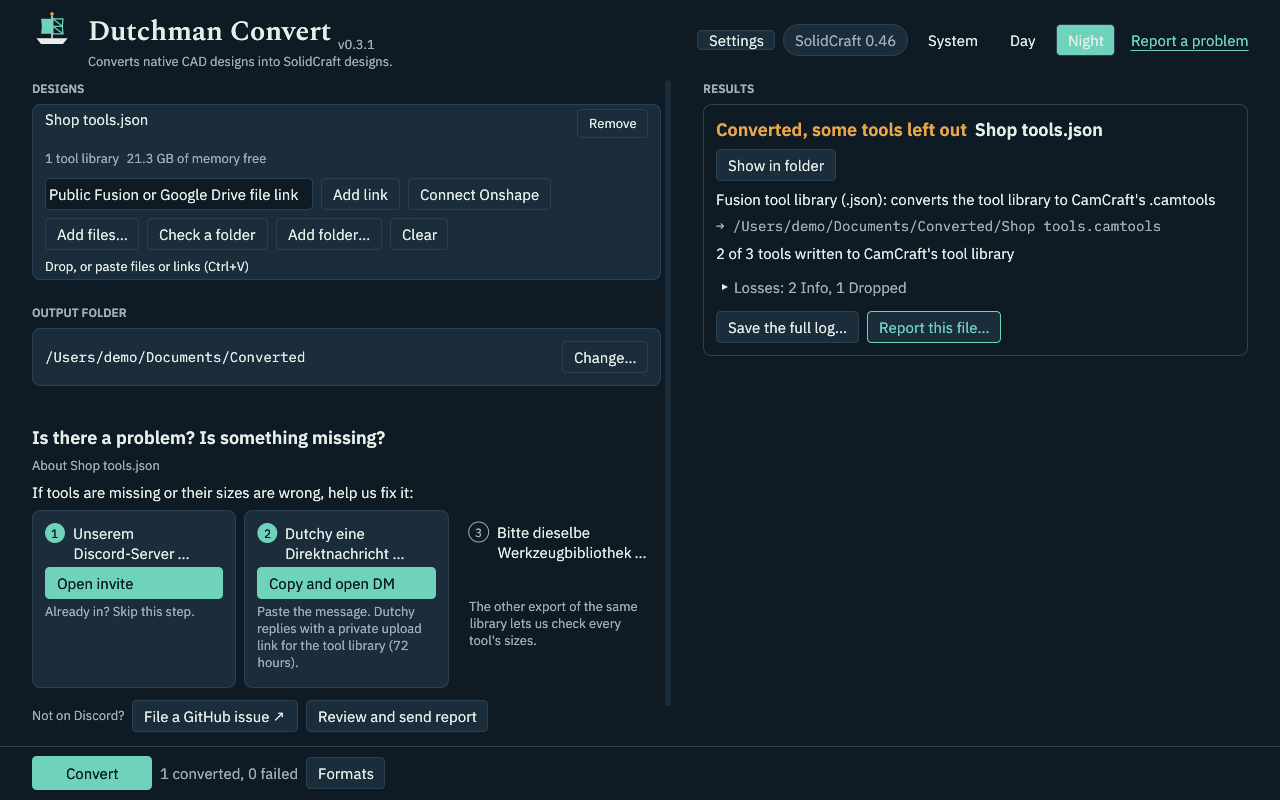 Dutchman Convert v0.3.1
Converts native CAD designs into SolidCraft designs.
Settings
SolidCraft 0.46
System
Day
Night
Report a problem
DESIGNS
Shop tools.json
Remove
1 tool library 21.3 GB of memory free
Public Fusion or Google Drive file link
Add link
Connect Onshape
Add files...
Check a folder
Add folder...
Clear
Drop, or paste files or links (Ctrl+V)
OUTPUT FOLDER
/Users/demo/Documents/Converted
Change...
Is there a problem? Is something missing?
About Shop tools.json
If tools are missing or their sizes are wrong, help us fix it:
1 Unserem
Discord-Server ...
Open invite
Already in? Skip this step.
2 Dutchy eine
Direktnachricht ...
Copy and open DM
Paste the message. Dutchy
replies with a private upload
link for the tool library (72
hours).
3 Bitte dieselbe
Werkzeugbibliothek ...
The other export of the same
library lets us check every
tool's sizes.
Not on Discord?
File a GitHub issue ↗
Review and send report
RESULTS
Converted, some tools left out Shop tools.json
Show in folder
Fusion tool library (.json): converts the tool library to CamCraft's .camtools
→ /Users/demo/Documents/Converted/Shop tools.camtools
2 of 3 tools written to CamCraft's tool library
▸ Losses: 2 Info, 1 Dropped
Save the full log...
Report this file...
Convert
1 converted, 0 failed
Formats